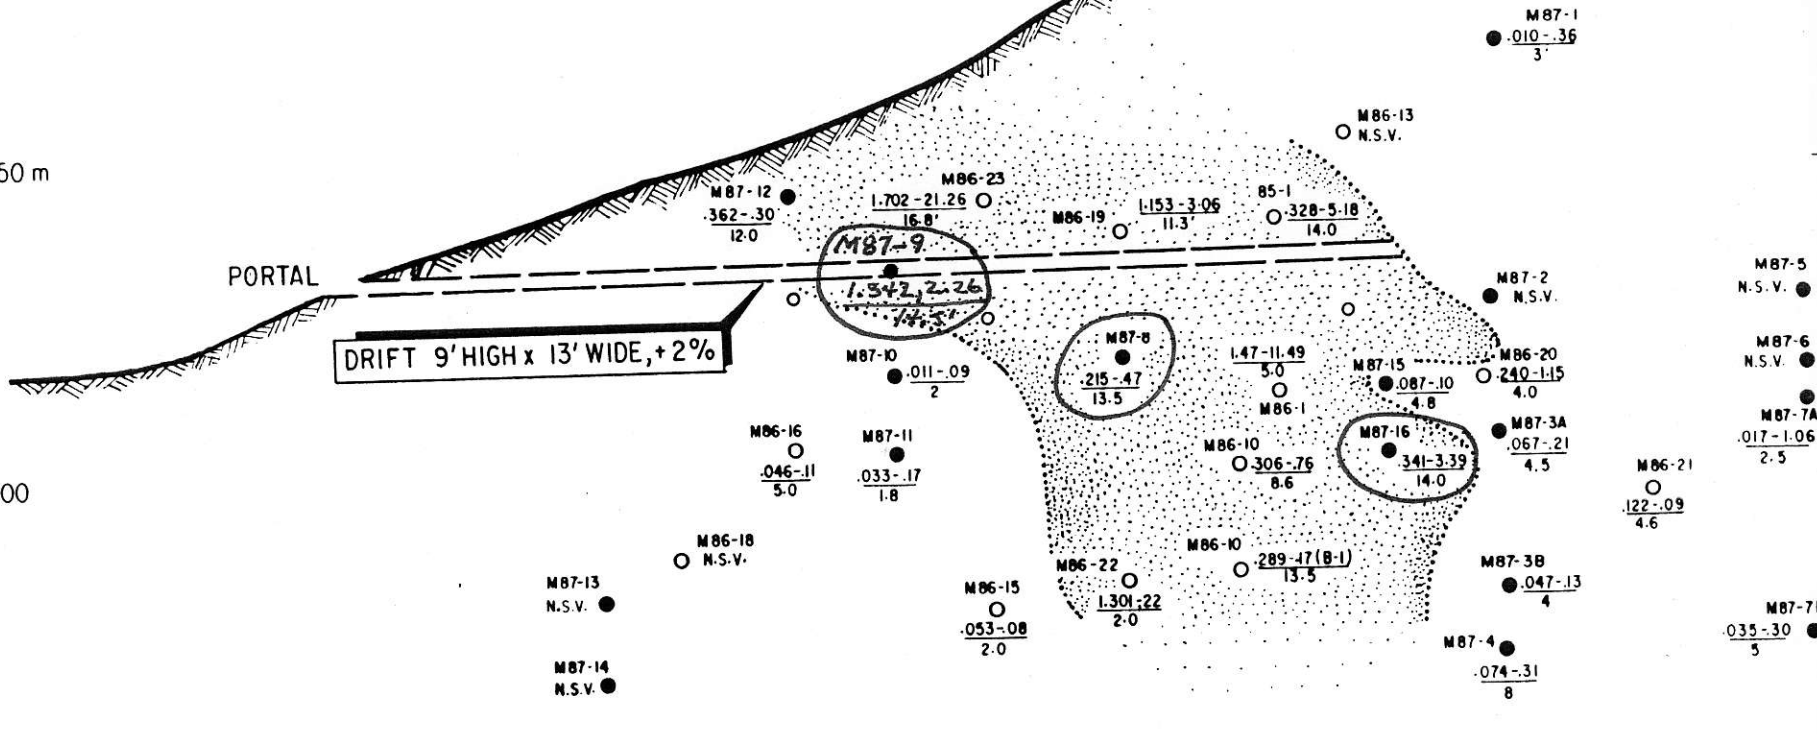 M87-1
.010-.36
3'
M86-13
N.S.V.
50 m
M87-12
.362-.30
12.0
M86-23
1.702-21.26
16.8'
M86-19
1.153-3.06
11.3'
85-1
.328-5.18
14.0
M87-9
1.542, 2.26
14.5'
PORTAL
M87-2
N.S.V.
M87-5
N.S.V.
DRIFT 9' HIGH x 13' WIDE, +2%
M87-10
.011-.09
2
M87-8
.215-.47
13.5
1.47-11.49
5.0
M86-1
M87-15
.087-.10
4.8
M86-20
.240-1.15
4.0
M87-6
N.S.V.
M87-7A
.017-1.06
2.5
M86-16
.046-.11
5.0
M87-11
.033-.17
1.8
M86-10
.306-.76
8.6
M87-16
.341-3.39
14.0
M87-3A
.067-.21
4.5
M86-21
.122-.09
4.6
00
M86-18
N.S.V.
M87-13
N.S.V.
M86-15
.053-.08
2.0
M86-22
1.301-.22
2.0
M86-10
.289-.17(B-1)
13.5
M87-3B
.047-.13
4
.035-.30
5
M87-4
.074-.31
8
M87-14
N.S.V.